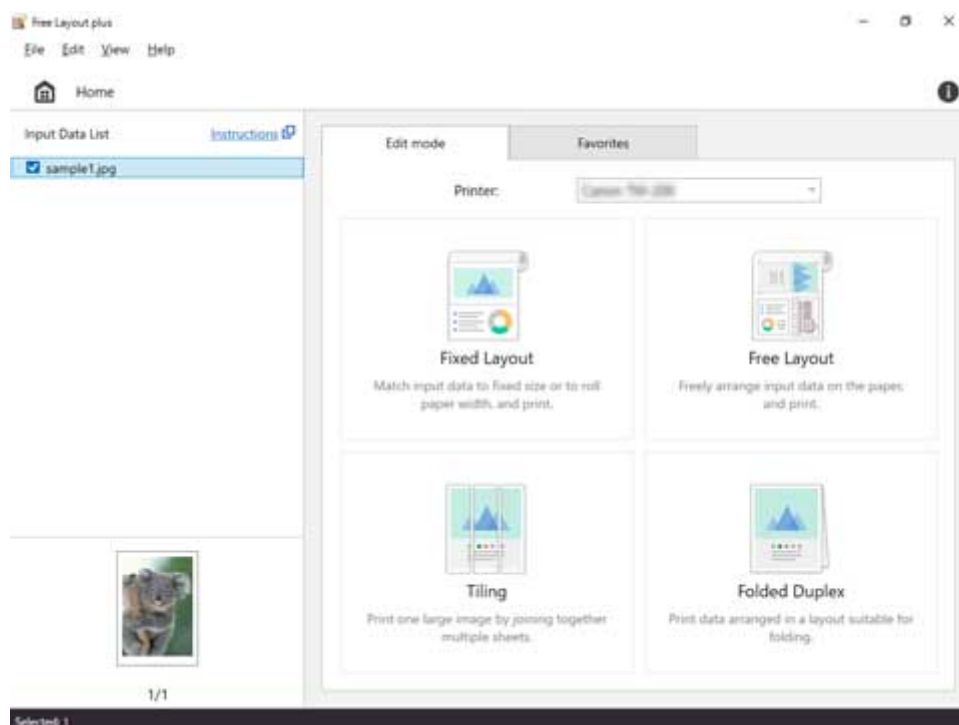 Free Layout plus
File Edit View Help
Home
Input Data List Instructions
Edit mode Favorites
sample1.jpg
Printer:
Fixed Layout
Free Layout
Match input data to fixed size or to roll
paper width, and print.
Freely arrange input data on the paper,
and print.
Tiling
Folded Duplex
Print one large image by joining together
multiple sheets.
Print data arranged in a layout suitable for
folding.
1/1
Selected: 1